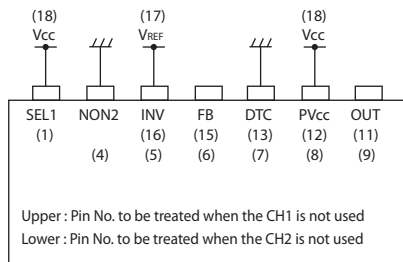 (18) (17) (18)
Vcc VREF Vcc
SEL1 NON2 INV FB DTC PVcc OUT
(1) (16) (15) (13) (12) (11)
(4) (5) (6) (7) (8) (9)
Upper : Pin No. to be treated when the CH1 is not used
Lower : Pin No. to be treated when the CH2 is not used